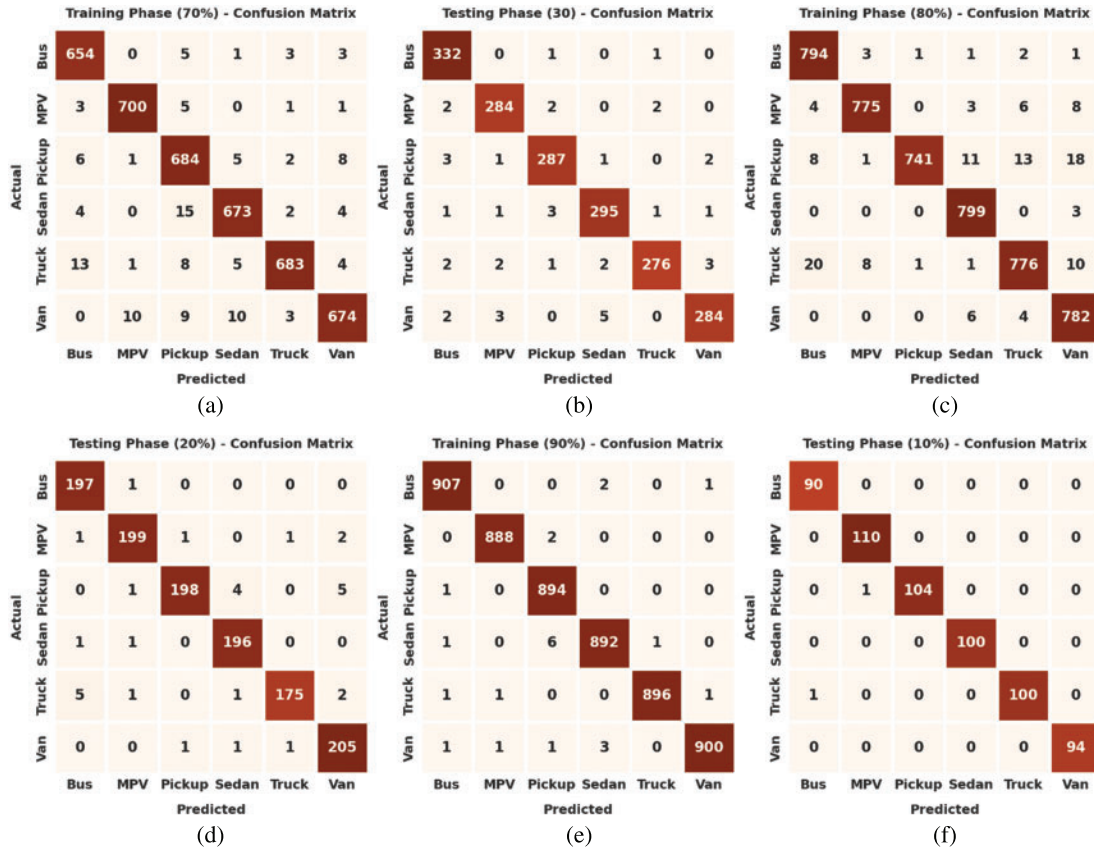 Training Phase (70%) - Confusion Matrix
Bus 654 0 5 1 3 3
MPV 3 700 5 0 1 1
Pickup 6 1 684 5 2 8
Sedan 4 0 15 673 2 4
Truck 13 1 8 5 683 4
Van 0 10 9 10 3 674
Actual
Bus MPV Pickup Sedan Truck Van
Predicted
(a)
Testing Phase (30) - Confusion Matrix
Bus 332 0 1 0 1 0
MPV 2 284 2 0 2 0
Pickup 3 1 287 1 0 2
Sedan 1 1 3 295 1 1
Truck 2 2 1 2 276 3
Van 2 3 0 5 0 284
Actual
Bus MPV Pickup Sedan Truck Van
Predicted
(b)
Training Phase (80%) - Confusion Matrix
Bus 794 3 1 1 2 1
MPV 4 775 0 3 6 8
Pickup 8 1 741 11 13 18
Sedan 0 0 0 799 0 3
Truck 20 8 1 1 776 10
Van 0 0 0 6 4 782
Actual
Bus MPV Pickup Sedan Truck Van
Predicted
(c)
Testing Phase (20%) - Confusion Matrix
Bus 197 1 0 0 0 0
MPV 1 199 1 0 1 2
Pickup 0 1 198 4 0 5
Sedan 1 1 0 196 0 0
Truck 5 1 0 1 175 2
Van 0 0 1 1 1 205
Actual
Bus MPV Pickup Sedan Truck Van
Predicted
(d)
Training Phase (90%) - Confusion Matrix
Bus 907 0 0 2 0 1
MPV 0 888 2 0 0 0
Pickup 1 0 894 0 0 0
Sedan 1 0 6 892 1 0
Truck 1 1 0 0 896 1
Van 1 1 1 3 0 900
Actual
Bus MPV Pickup Sedan Truck Van
Predicted
(e)
Testing Phase (10%) - Confusion Matrix
Bus 90 0 0 0 0 0
MPV 0 110 0 0 0 0
Pickup 0 1 104 0 0 0
Sedan 0 0 0 100 0 0
Truck 1 0 0 0 100 0
Van 0 0 0 0 0 94
Actual
Bus MPV Pickup Sedan Truck Van
Predicted
(f)